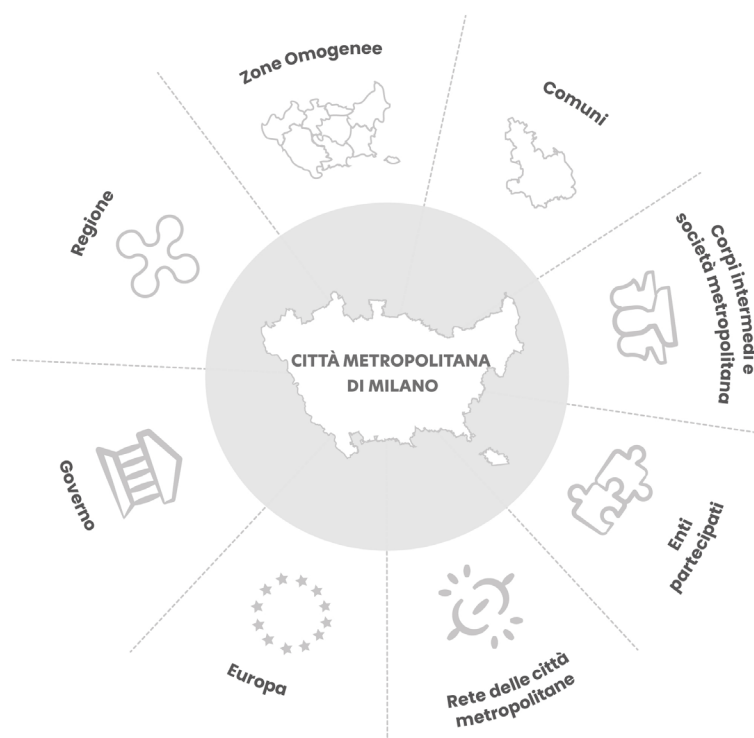 Zone Omogenee
Comuni
Regione
Corpi intermedi e
società metropolitana
CITTÀ METROPOLITANA
DI MILANO
Governo
Enti
partecipati
Europa
Rete delle città
metropolitane